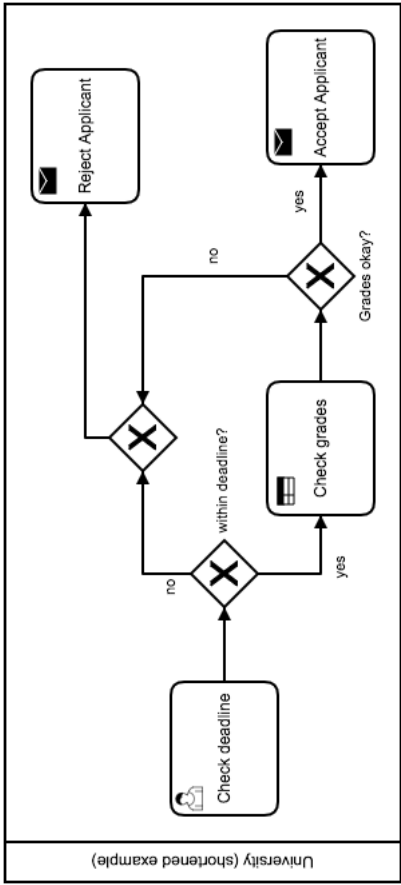 University (shortened example)
Check deadline
within deadline?
no
yes
Check grades
Grades okay?
no
yes
Reject Applicant
Accept Applicant